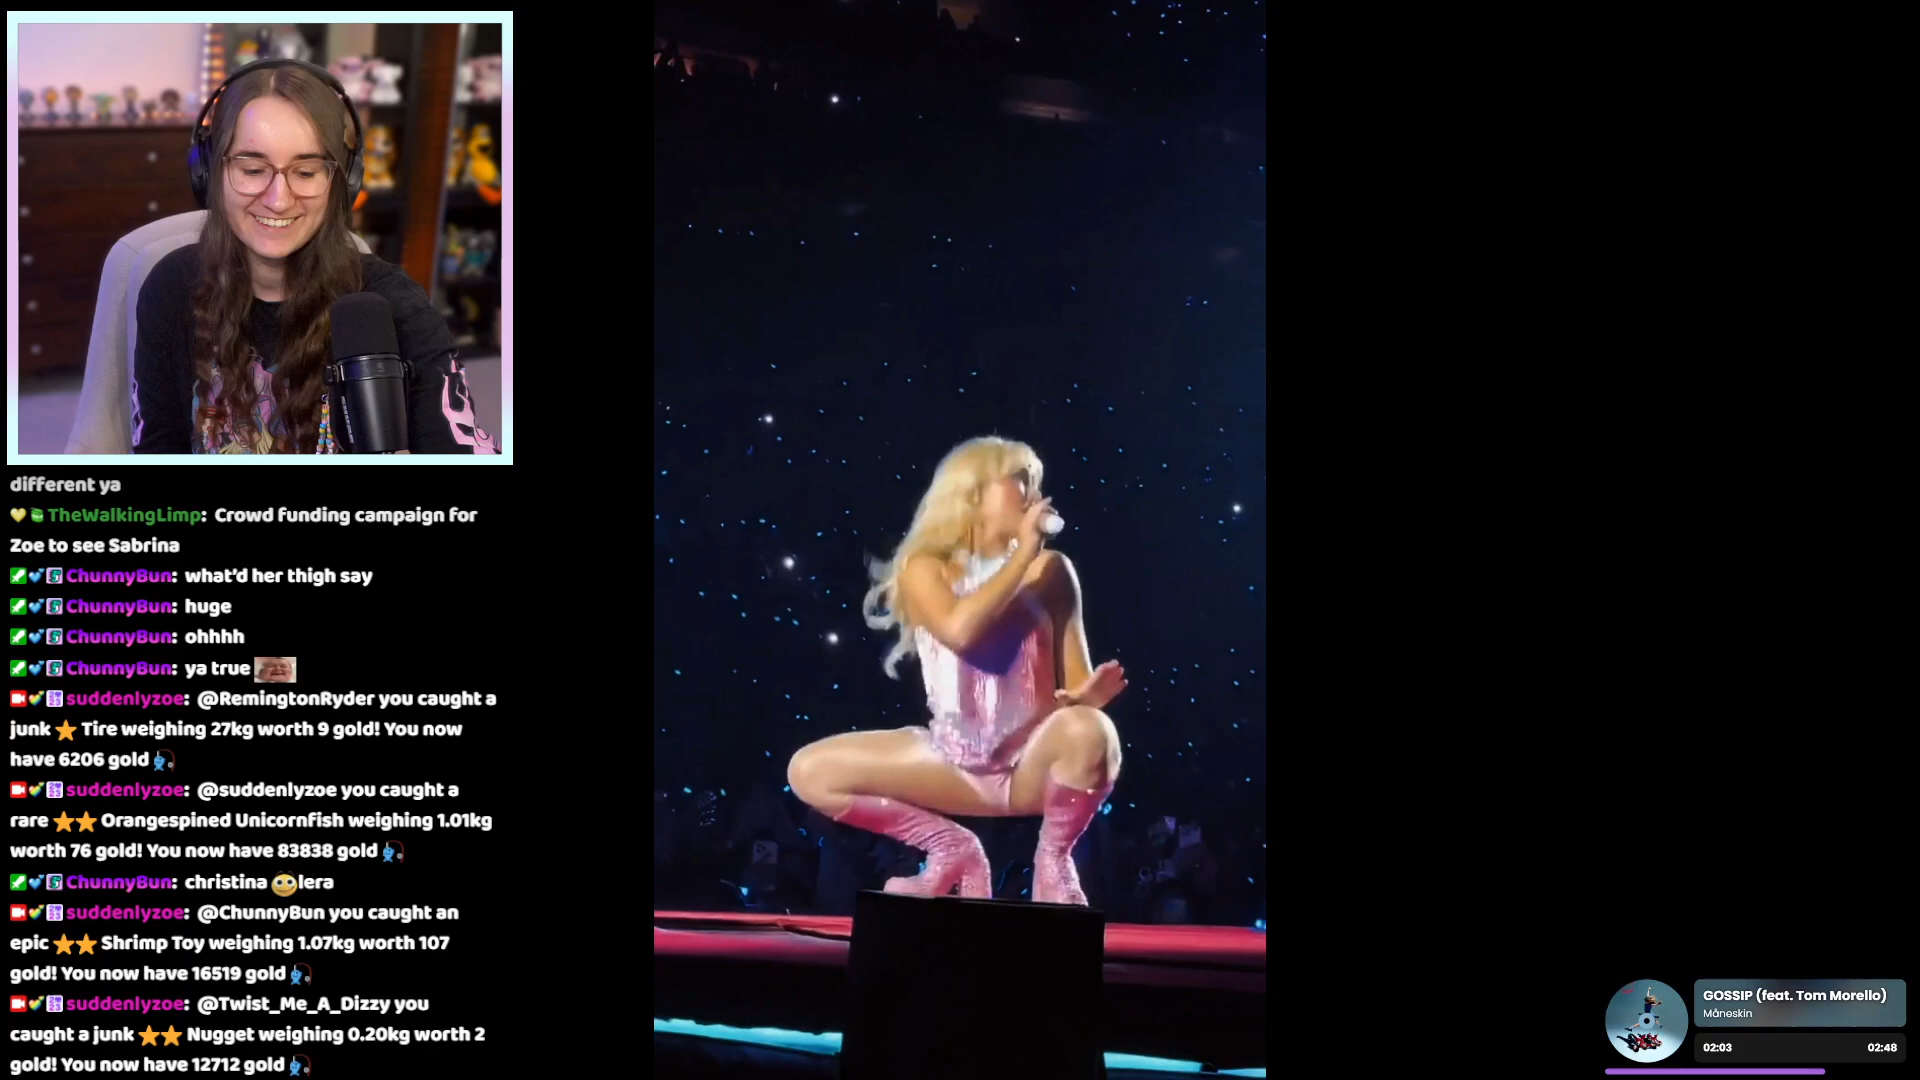 different ya
TheWalkingLimp: Crowd funding campaign for
Zoe to see Sabrina
ChunnyBun: what'd her thigh say
ChunnyBun: huge
ChunnyBun: ohhhh
ChunnyBun: ya true
suddenlyzoe: @RemingtonRyder you caught a
junk ⭐ Tire weighing 27kg worth 9 gold! You now
have 6206 gold
suddenlyzoe: @suddenlyzoe you caught a
rare ⭐⭐ Orangespined Unicornfish weighing 1.01kg
worth 76 gold! You now have 83838 gold
ChunnyBun: christina lera
suddenlyzoe: @ChunnyBun you caught an
epic ⭐⭐ Shrimp Toy weighing 1.07kg worth 107
gold! You now have 16519 gold
suddenlyzoe: @Twist_Me_A_Dizzy you
caught a junk ⭐⭐ Nugget weighing 0.20kg worth 2
gold! You now have 12712 gold
GOSSIP (feat. Tom Morello)
Måneskin
02:03 02:48